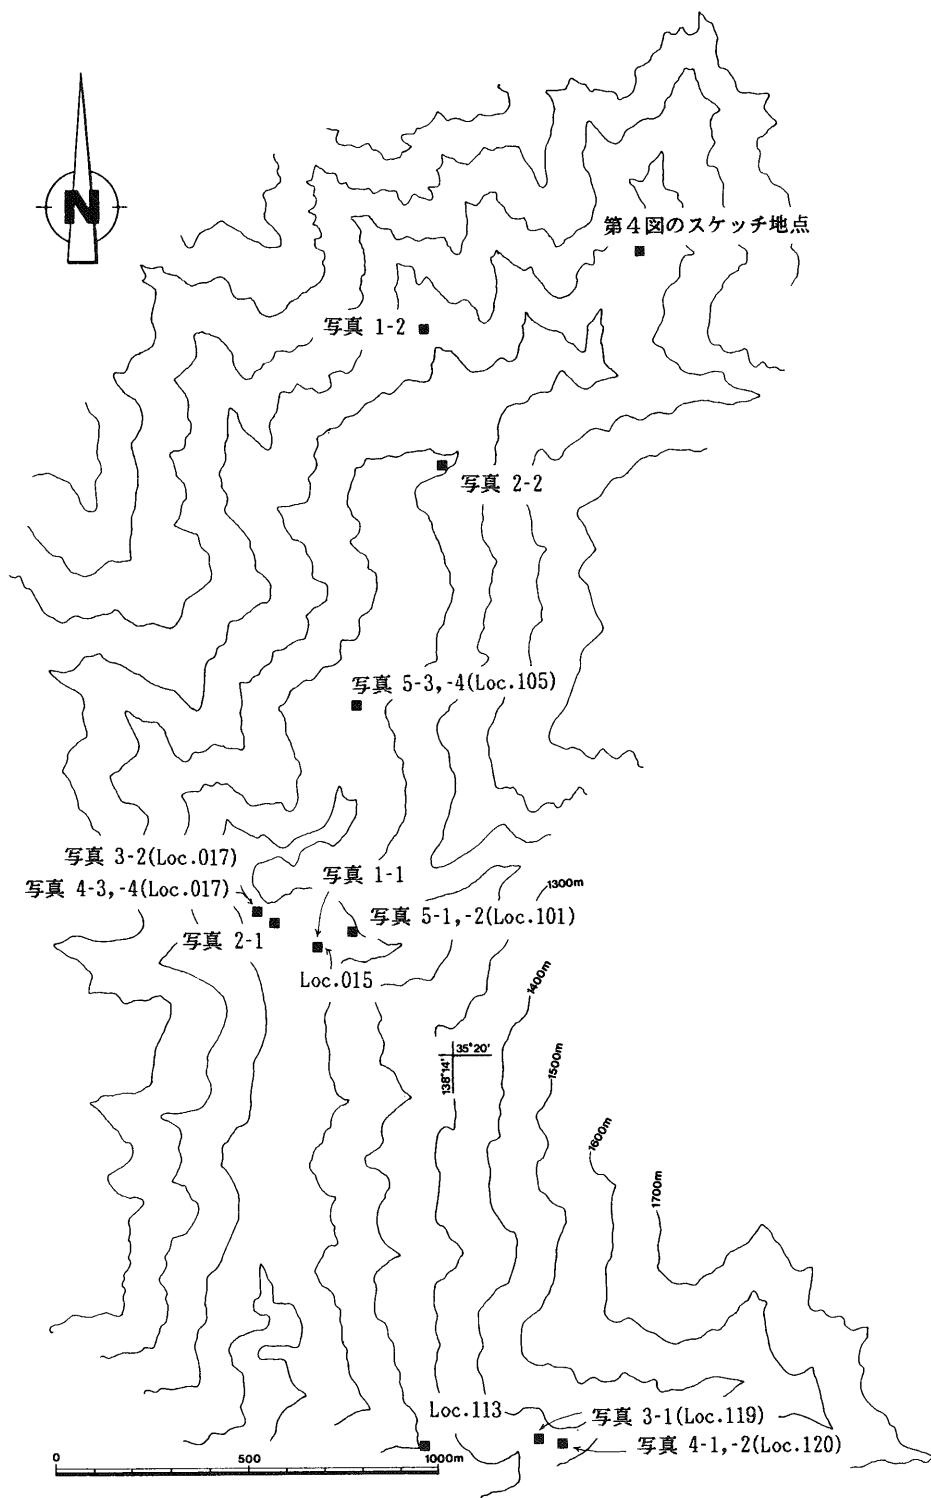 N
第4図のスケッチ地点
写真 1-2
写真 2-2
写真 5-3,-4(Loc.105)
写真 3-2(Loc.017)
写真 1-1
写真 4-3,-4(Loc.017)
1300m
写真 5-1,-2(Loc.101)
写真 2-1
Loc.015
1400m
35°20'
138°14'
1500m
1600m
1700m
Loc.113
写真 3-1(Loc.119)
写真 4-1,-2(Loc.120)
0 500 1000m